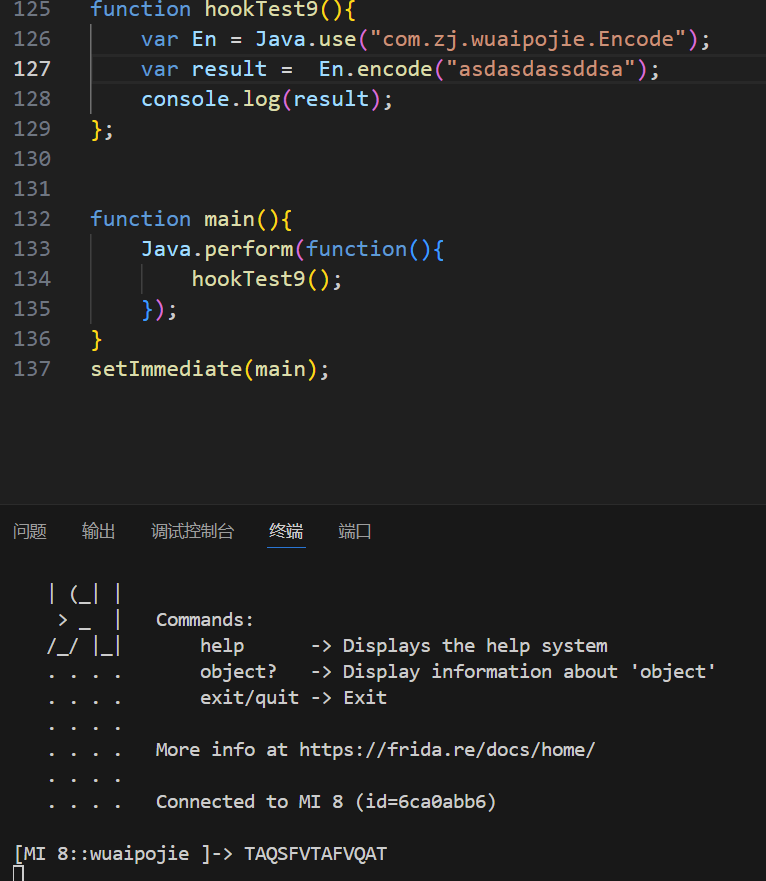 125 function hookTest9(){
126     var En = Java.use("com.zj.wuaipojie.Encode");
127     var result =  En.encode("asdasdassddsa");
128     console.log(result);
129 };
130
131
132 function main(){
133     Java.perform(function(){
134         hookTest9();
135     });
136 }
137 setImmediate(main);
问题 输出 调试控制台 终端 端口
   | (_| |
    > _  |   Commands:
   /_/ |_|       help      -> Displays the help system
   . . . .       object?   -> Display information about 'object'
   . . . .       exit/quit -> Exit
   . . . .
   . . . .   More info at https://frida.re/docs/home/
   . . . .
   . . . .   Connected to MI 8 (id=6ca0abb6)
[MI 8::wuaipojie ]-> TAQSFVTAFVQAT